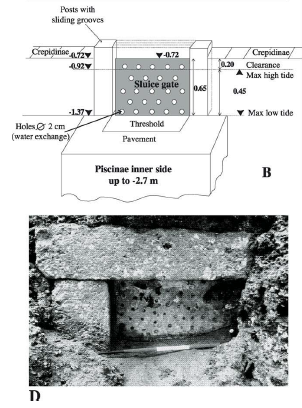 Posts with
sliding grooves
Crepidinae
-0.72
-0.72
Crepidinae
-0.92
0.20
Clearance
Max high tide
Sluice gate
0.65
0.45
-1.37
Max low tide
Holes Ø 2 cm
(water exchange)
Threshold
Pavement
Piscinae inner side
up to -2.7 m
B
D